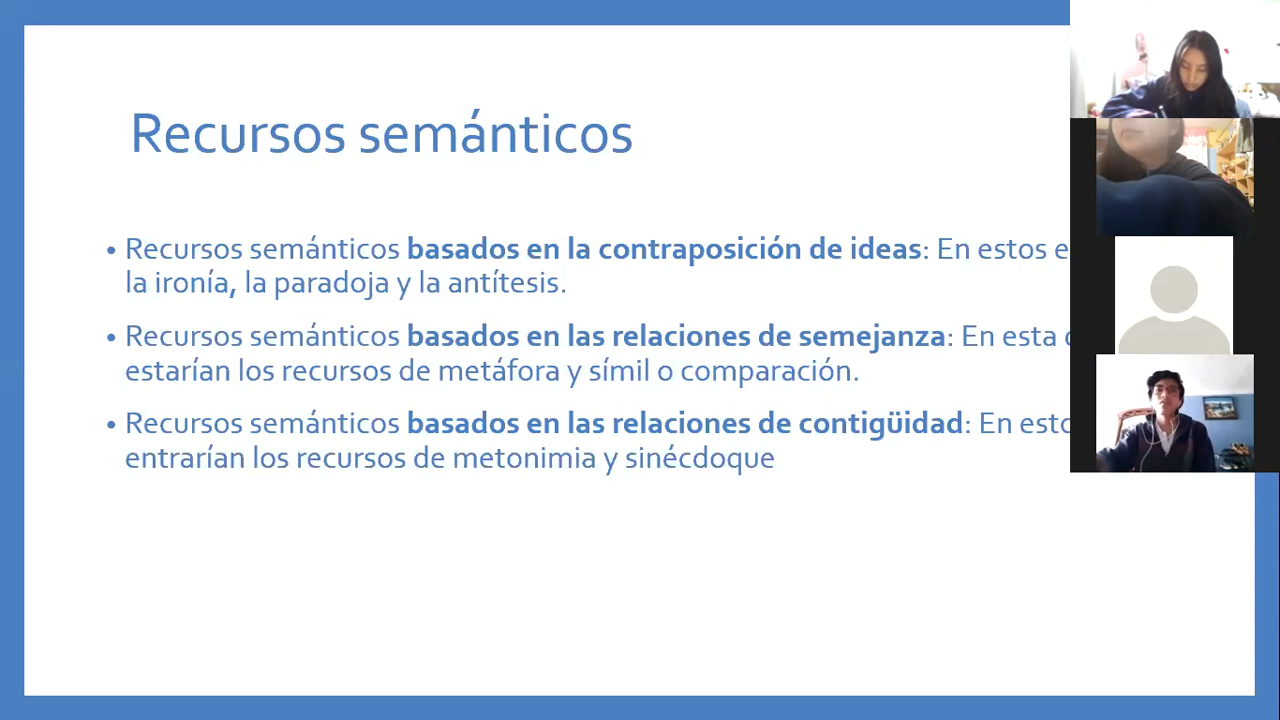 Recursos semánticos
• Recursos semánticos basados en la contraposición de ideas: En estos
la ironía, la paradoja y la antítesis.
• Recursos semánticos basados en las relaciones de semejanza: En esta
estarían los recursos de metáfora y símil o comparación.
• Recursos semánticos basados en las relaciones de contigüidad: En
entrarían los recursos de metonimia y sinécdoque